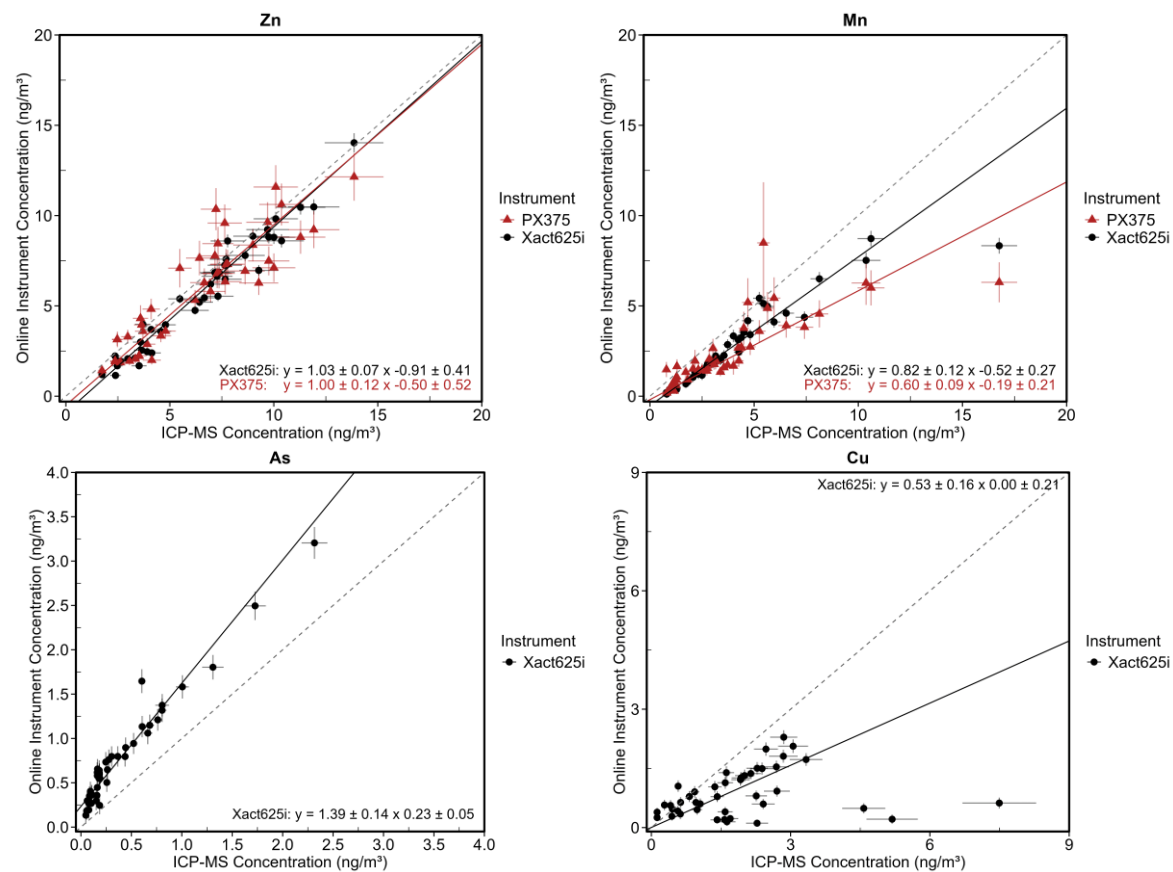 Zn
Online Instrument Concentration (ng/m³)
20
15
10
5
0
Xact625i: y = 1.03 ± 0.07 x -0.91 ± 0.41
PX375: y = 1.00 ± 0.12 x -0.50 ± 0.52
0 5 10 15 20
ICP-MS Concentration (ng/m³)
Instrument
PX375
Xact625i
Mn
Online Instrument Concentration (ng/m³)
20
15
10
5
0
Xact625i: y = 0.82 ± 0.12 x -0.52 ± 0.27
PX375: y = 0.60 ± 0.09 x -0.19 ± 0.21
0 5 10 15 20
ICP-MS Concentration (ng/m³)
Instrument
PX375
Xact625i
As
Online Instrument Concentration (ng/m³)
4.0
3.5
3.0
2.5
2.0
1.5
1.0
0.5
0.0
Xact625i: y = 1.39 ± 0.14 x 0.23 ± 0.05
0.0 0.5 1.0 1.5 2.0 2.5 3.0 3.5 4.0
ICP-MS Concentration (ng/m³)
Instrument
Xact625i
Cu
Xact625i: y = 0.53 ± 0.16 x 0.00 ± 0.21
Online Instrument Concentration (ng/m³)
9
6
3
0
0 3 6 9
ICP-MS Concentration (ng/m³)
Instrument
Xact625i